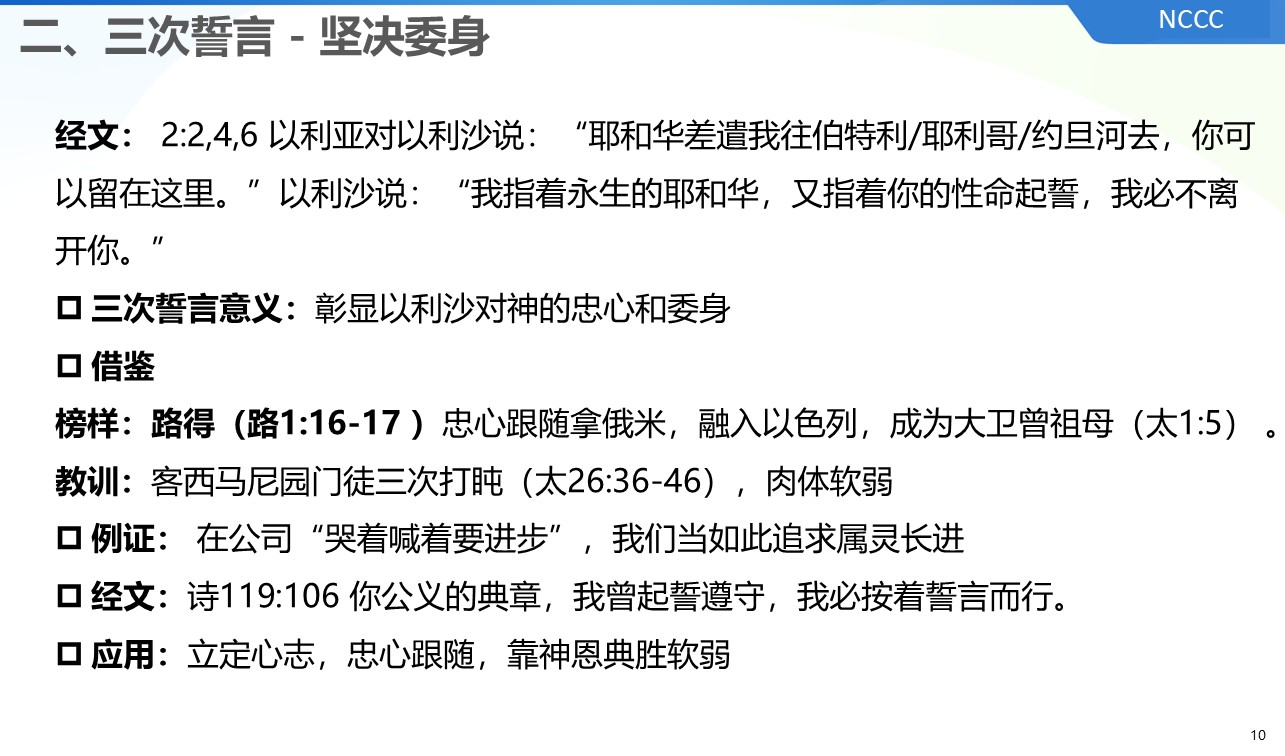 NCCC
二、三次誓言 - 坚决委身
经文： 2:2,4,6 以利亚对以利沙说：“耶和华差遣我往伯特利/耶利哥/约旦河去，你可
以留在这里。”以利沙说：“我指着永生的耶和华，又指着你的性命起誓，我必不离
开你。”
三次誓言意义：彰显以利沙对神的忠心和委身
借鉴
榜样：路得（路1:16-17 ）忠心跟随拿俄米，融入以色列，成为大卫曾祖母（太1:5） 。
教训：客西马尼园门徒三次打盹（太26:36-46），肉体软弱
例证： 在公司“哭着喊着要进步”，我们当如此追求属灵长进
经文：诗119:106 你公义的典章，我曾起誓遵守，我必按着誓言而行。
应用：立定心志，忠心跟随，靠神恩典胜软弱
10